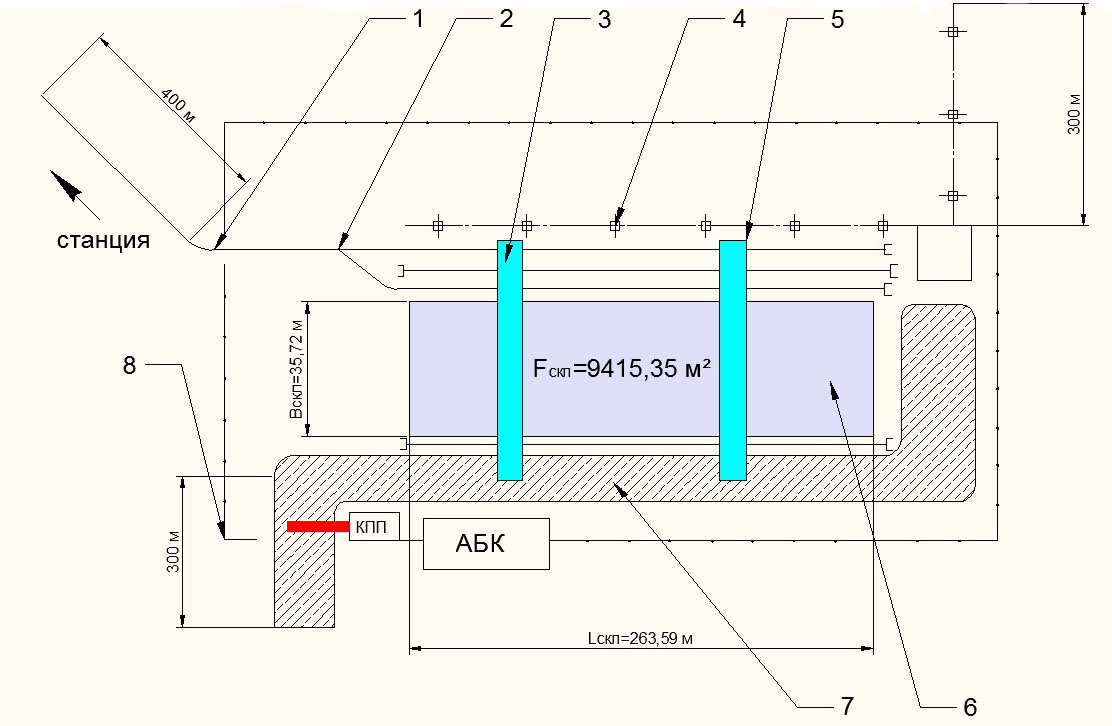 1
2
3
4
5
400 м
300 м
станция
8
Bскл=35,72 м
Fскл=9415,35 м²
300 м
КПП
АБК
Lскл=263,59 м
7
6